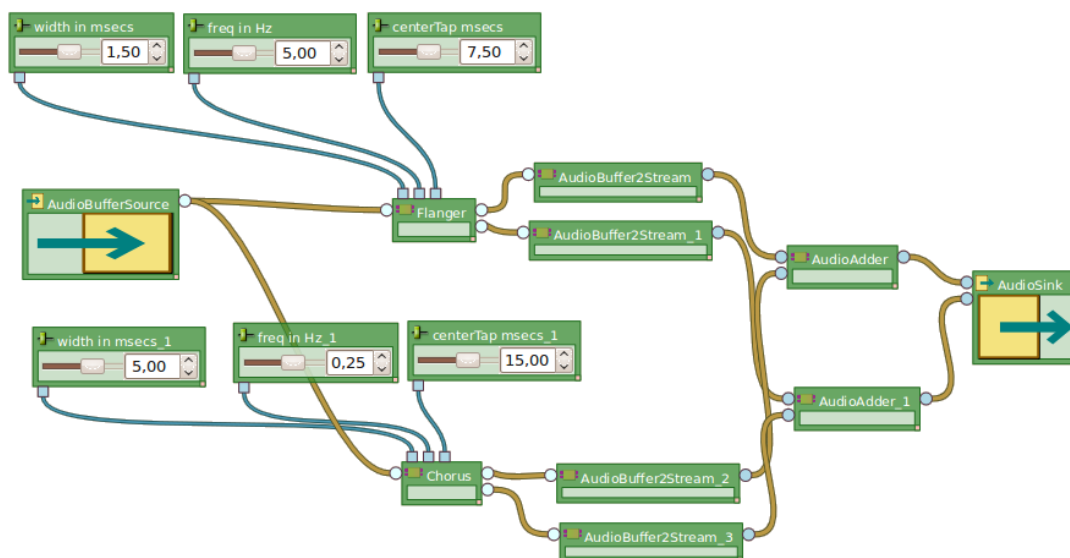 width in msecs
1,50
freq in Hz
5,00
centerTap msecs
7,50
AudioBufferSource
Flanger
AudioBuffer2Stream
AudioBuffer2Stream_1
AudioAdder
AudioSink
width in msecs_1
5,00
freq in Hz_1
0,25
centerTap msecs_1
15,00
AudioAdder_1
Chorus
AudioBuffer2Stream_2
AudioBuffer2Stream_3